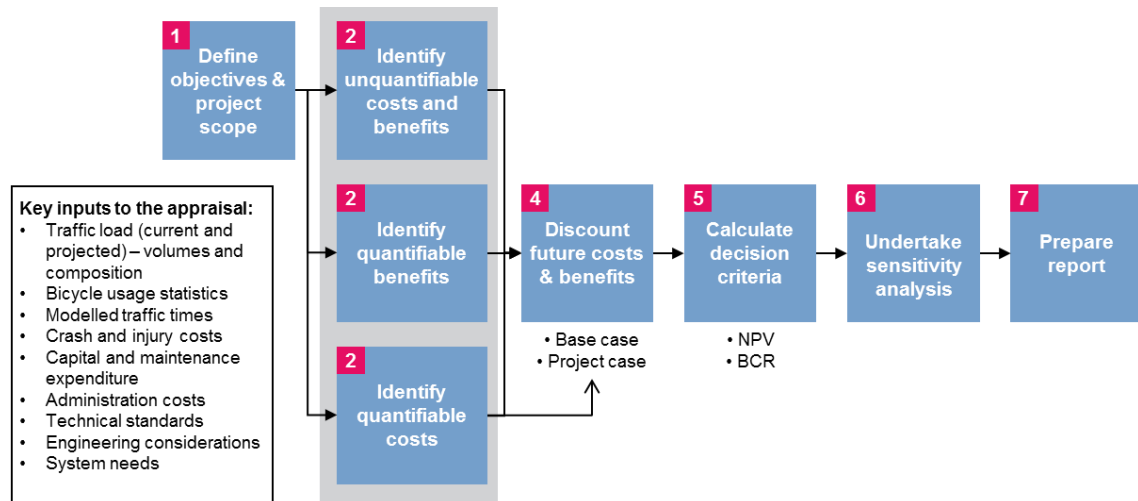 1
Define
objectives &
project
scope
2
Identify
unquantifiable
costs and
benefits
2
Identify
quantifiable
benefits
2
Identify
quantifiable
costs
4
Discount
future costs
& benefits
• Base case
• Project case
5
Calculate
decision
criteria
• NPV
• BCR
6
Undertake
sensitivity
analysis
7
Prepare
report
Key inputs to the appraisal:
• Traffic load (current and
projected) – volumes and
composition
• Bicycle usage statistics
• Modelled traffic times
• Crash and injury costs
• Capital and maintenance
expenditure
• Administration costs
• Technical standards
• Engineering considerations
• System needs